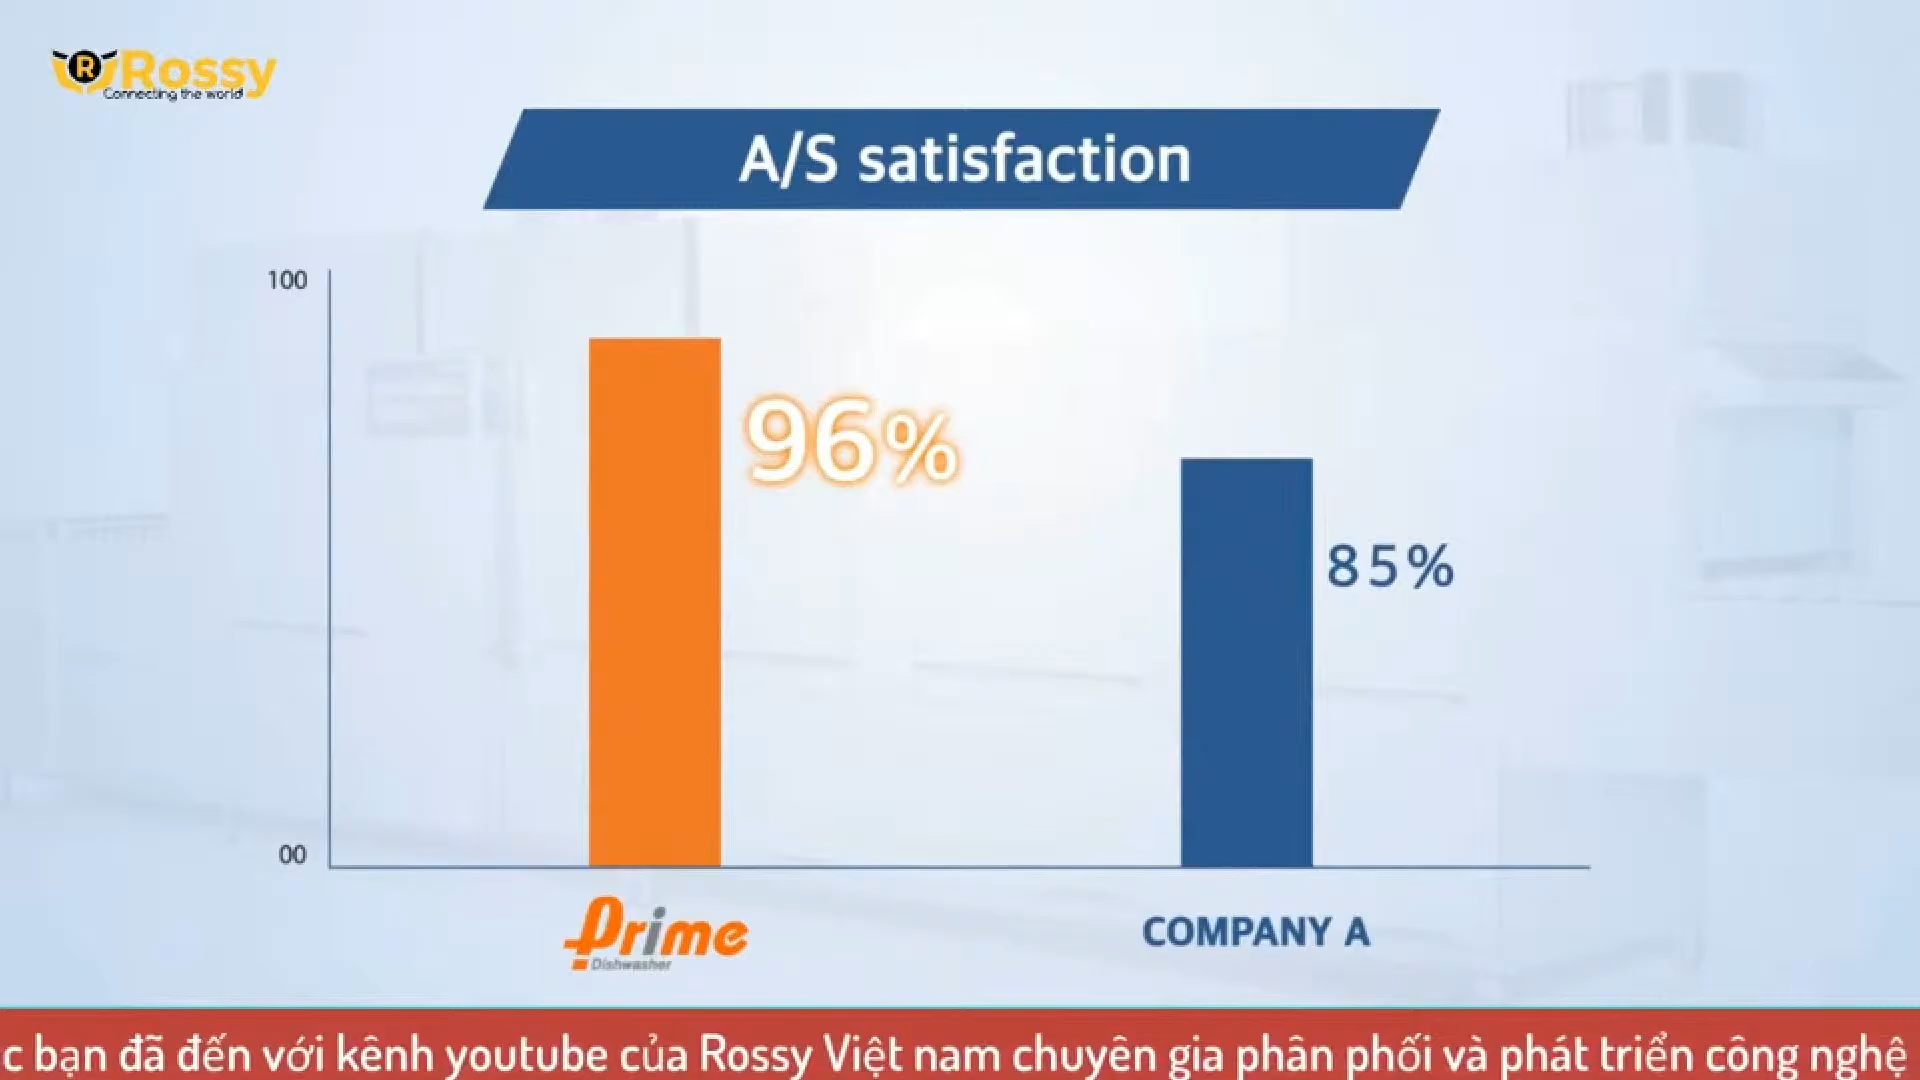 Rossy
Connecting the world
A/S satisfaction
100
96%
85%
00
Prime
Dishwasher
COMPANY A
c bạn đã đến với kênh youtube của Rossy Việt nam chuyên gia phân phối và phát triển công nghệ